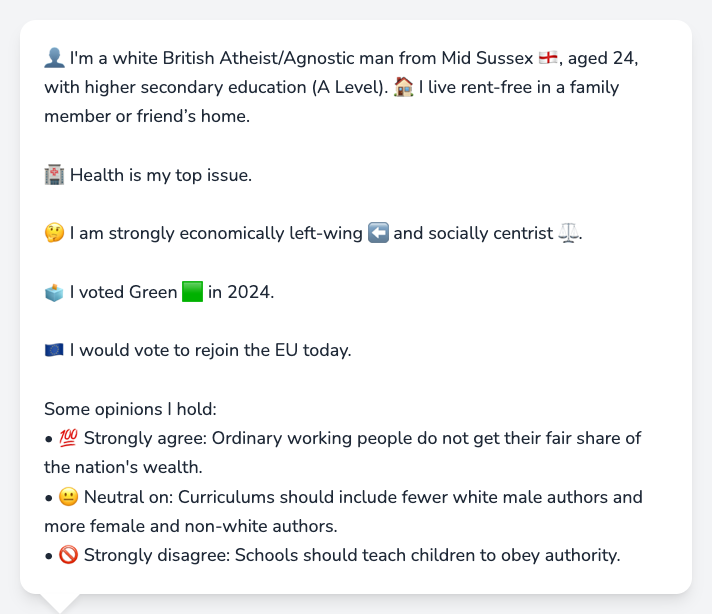 👤 I'm a white British Atheist/Agnostic man from Mid Sussex 🏴󠁧󠁢󠁥󠁮󠁧󠁿, aged 24,
with higher secondary education (A Level). 🏠 I live rent-free in a family
member or friend’s home.
🏥 Health is my top issue.
🤔 I am strongly economically left-wing ⬅️ and socially centrist ⚖️.
🗳️ I voted Green 🟩 in 2024.
🇪🇺 I would vote to rejoin the EU today.
Some opinions I hold:
• 💯 Strongly agree: Ordinary working people do not get their fair share of
the nation's wealth.
• 😐 Neutral on: Curriculums should include fewer white male authors and
more female and non-white authors.
• 🚫 Strongly disagree: Schools should teach children to obey authority.